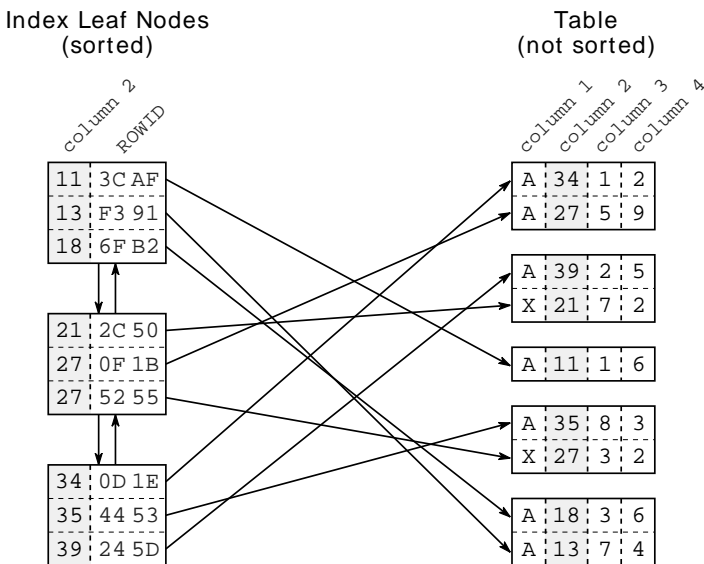 Index Leaf Nodes
(sorted)
column 2
ROWID
11 3C AF
13 F3 91
18 6F B2
21 2C 50
27 0F 1B
27 52 55
34 0D 1E
35 44 53
39 24 5D
Table
(not sorted)
column 1
column 2
column 3
column 4
A 34 1 2
A 27 5 9
A 39 2 5
X 21 7 2
A 11 1 6
A 35 8 3
X 27 3 2
A 18 3 6
A 13 7 4